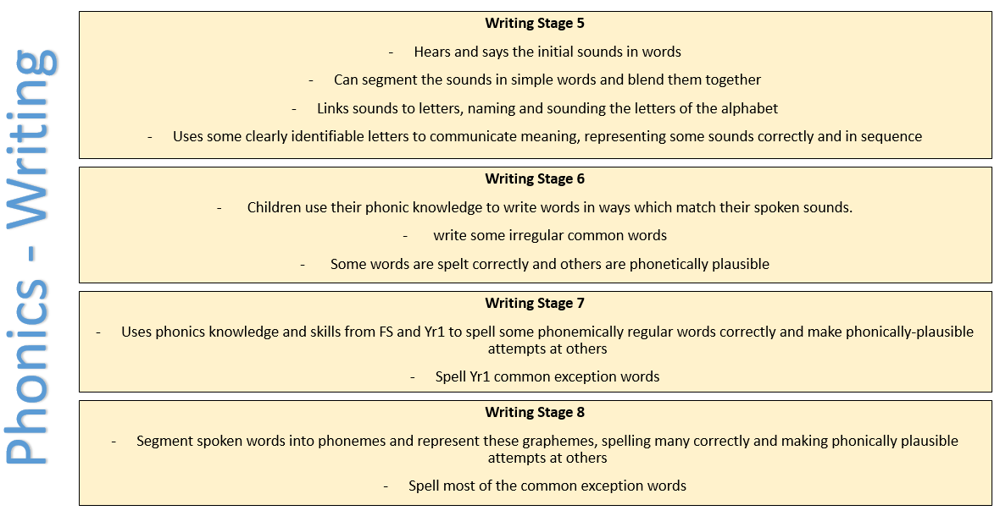 Phonics - Writing
Writing Stage 5
- Hears and says the initial sounds in words
- Can segment the sounds in simple words and blend them together
- Links sounds to letters, naming and sounding the letters of the alphabet
- Uses some clearly identifiable letters to communicate meaning, representing some sounds correctly and in sequence
Writing Stage 6
- Children use their phonic knowledge to write words in ways which match their spoken sounds.
- write some irregular common words
- Some words are spelt correctly and others are phonetically plausible
Writing Stage 7
- Uses phonics knowledge and skills from FS and Yr1 to spell some phonemically regular words correctly and make phonically-plausible
attempts at others
- Spell Yr1 common exception words
Writing Stage 8
- Segment spoken words into phonemes and represent these graphemes, spelling many correctly and making phonically plausible
attempts at others
- Spell most of the common exception words